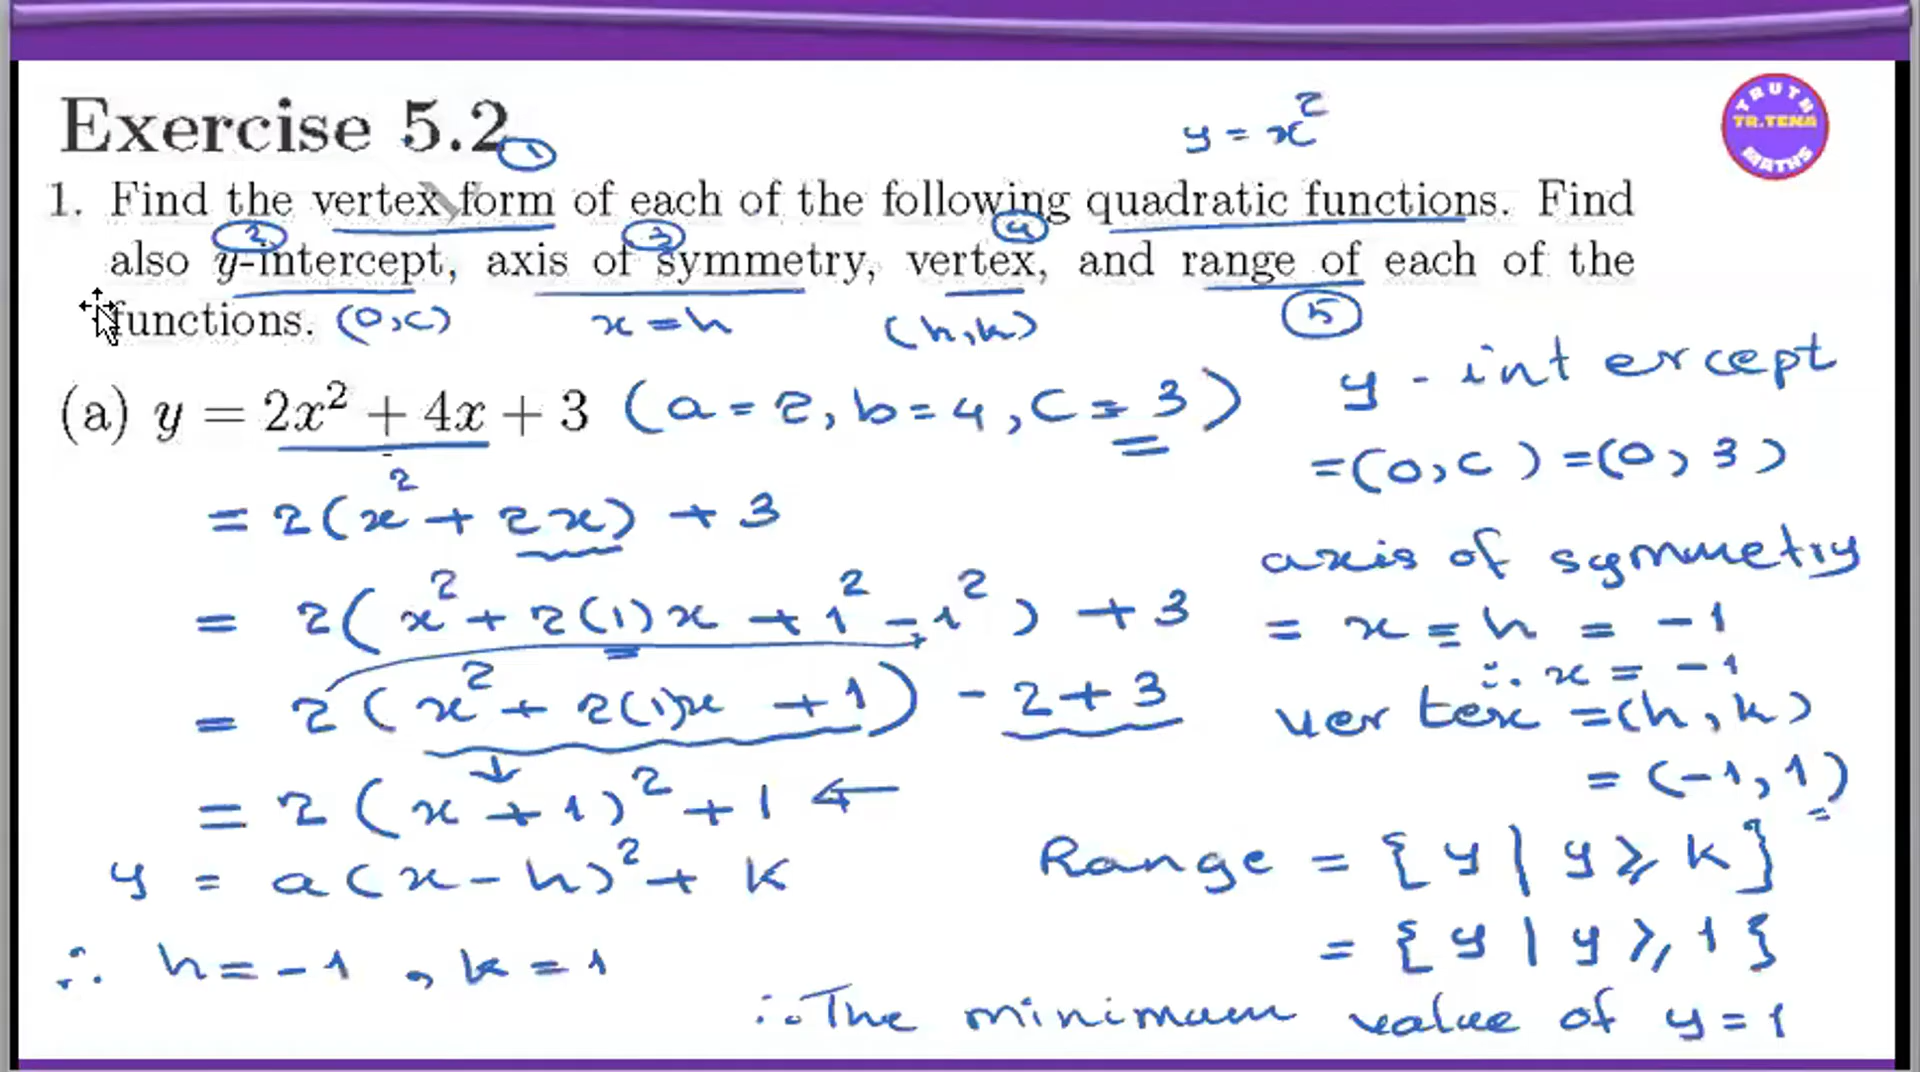 Exercise 5.2
①
y = x²
TRUTH
TR.TENA
MATHS
1. Find the vertex form of each of the following quadratic functions. Find
② ③ ④
also y-intercept, axis of symmetry, vertex, and range of each of the
functions. (0,c) x = h (h,k) ⑤
(a) y = 2x² + 4x + 3 (a = 2, b = 4, c = 3)
= 2(x² + 2x) + 3
= 2(x² + 2(1)x + 1² - 1²) + 3
= 2(x² + 2(1)x + 1) - 2 + 3
= 2(x + 1)² + 1 ←
y = a(x - h)² + k
∴ h = -1, k = 1
y - intercept
= (0,c) = (0, 3)
axis of symmetry
= x = h = -1
∴ x = -1
vertex = (h, k)
= (-1, 1)
Range = {y | y ≥ k}
= {y | y ≥ 1}
∴ The minimum value of y = 1